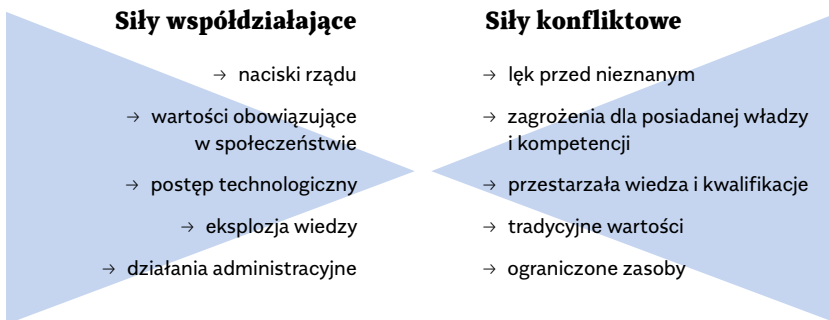 Siły współdziałające
→ naciski rządu
→ wartości obowiązujące
w społeczeństwie
→ postęp technologiczny
→ eksplozja wiedzy
→ działania administracyjne
Siły konfliktowe
→ lęk przed nieznanym
→ zagrożenia dla posiadanej władzy
i kompetencji
→ przestarzała wiedza i kwalifikacje
→ tradycyjne wartości
→ ograniczone zasoby